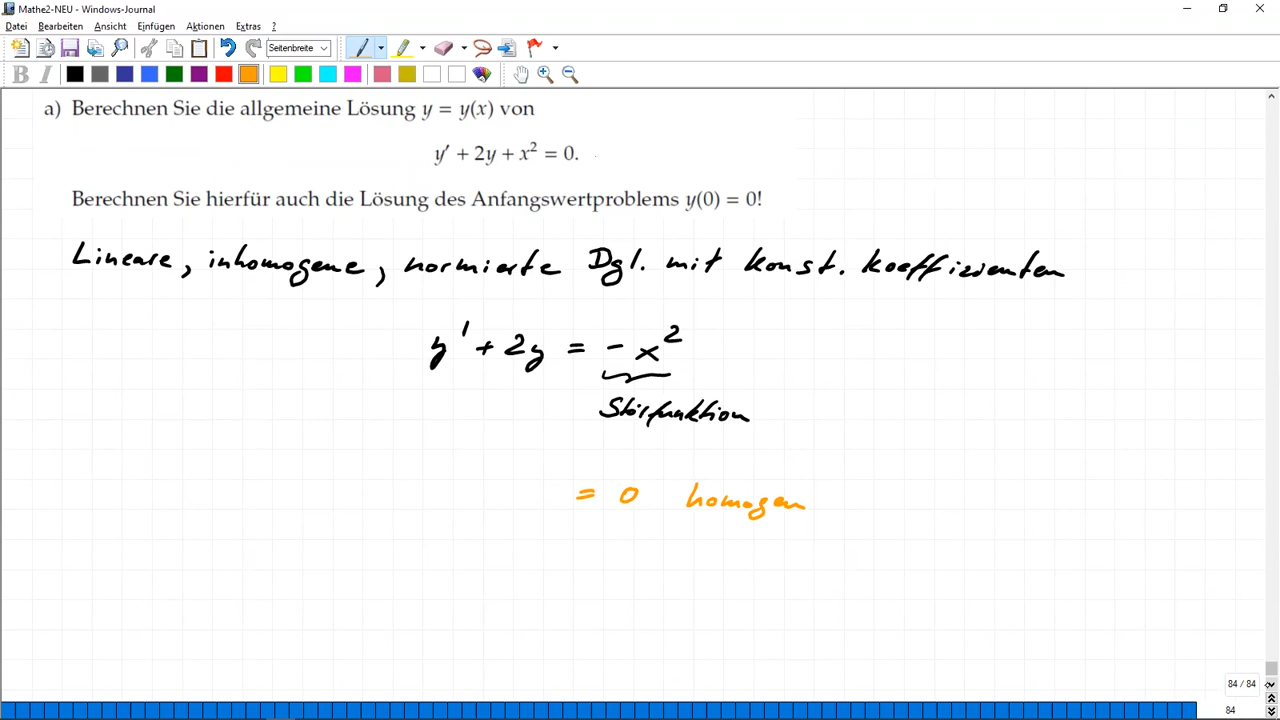 Mathe2-NEU - Windows-Journal
Datei Bearbeiten Ansicht Einfügen Aktionen Extras ?
Seitenbreite
B I
a) Berechnen Sie die allgemeine Lösung y = y(x) von
y′ + 2y + x² = 0.
Berechnen Sie hierfür auch die Lösung des Anfangswertproblems y(0) = 0!
Lineare, inhomogene, normierte Dgl. mit konst. Koeffizienten
y' + 2y = - x²
Störfunktion
= 0 homogen
84 / 84
84